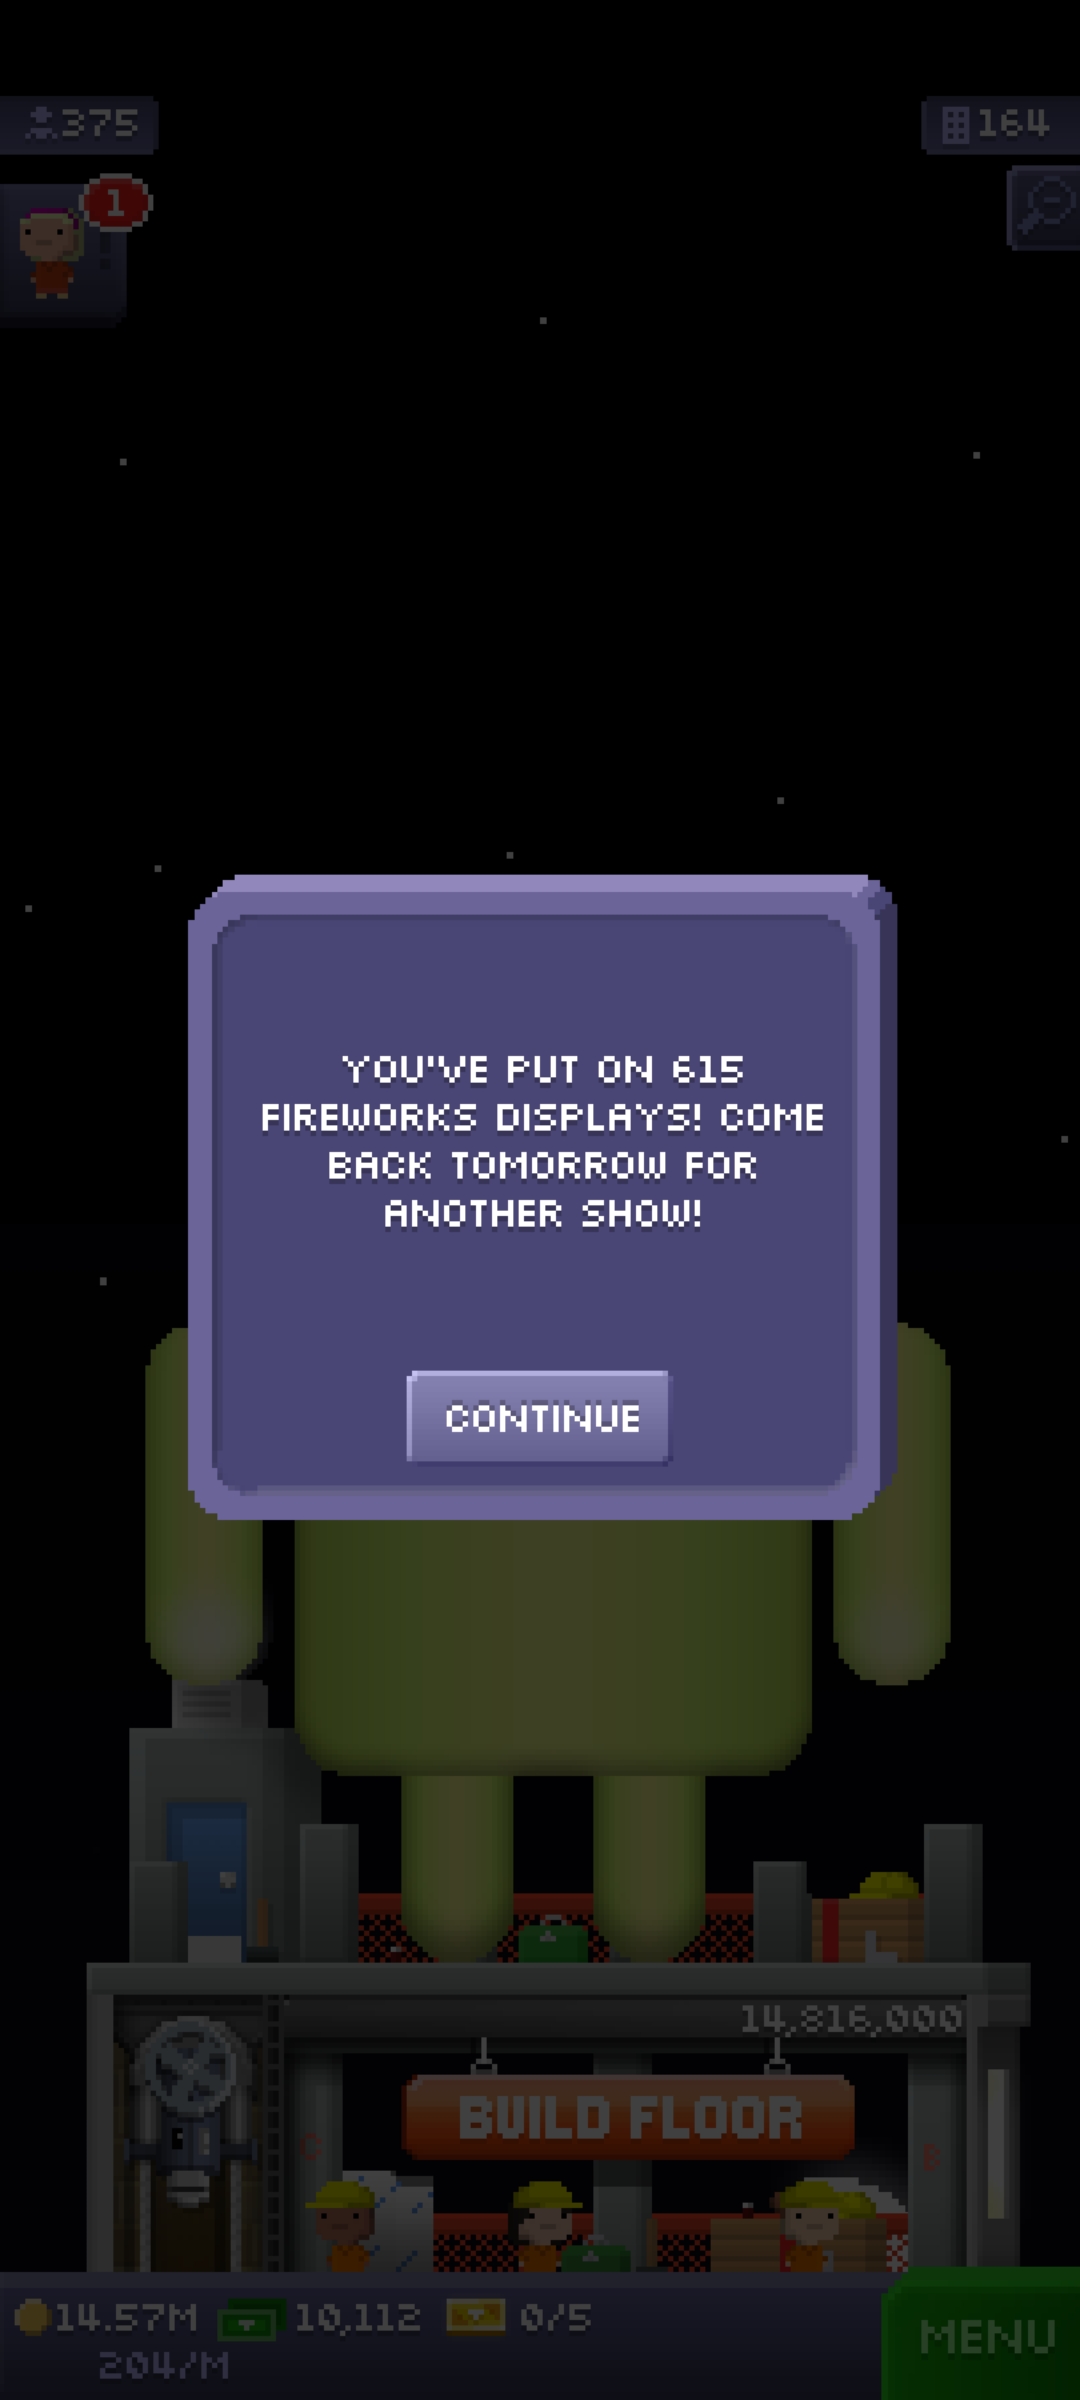 375
164
1
YOU'VE PUT ON 615
FIREWORKS DISPLAYS! COME
BACK TOMORROW FOR
ANOTHER SHOW!
CONTINUE
14,816,000
BUILD FLOOR
C
B
14.57M
10,112
0/5
MENU
204/M